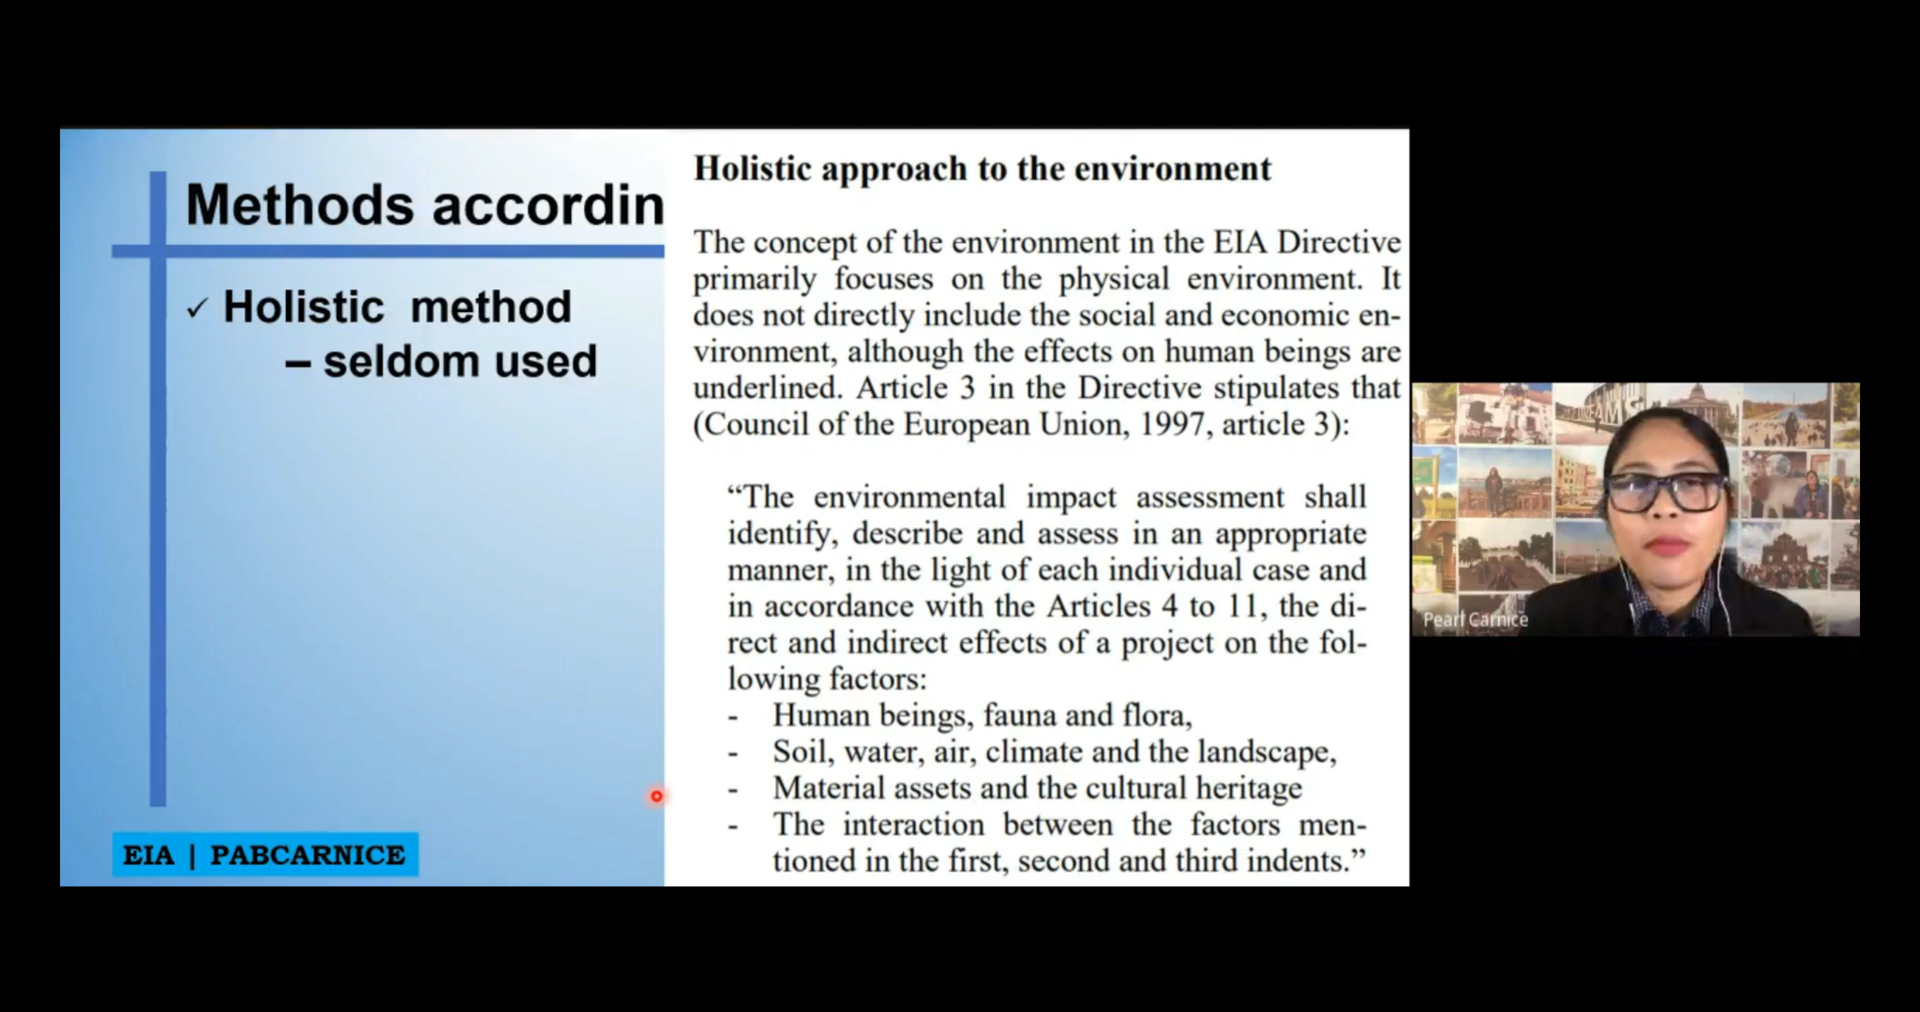 Methods accordin
✓ Holistic method
– seldom used
EIA | PABCARNICE
Holistic approach to the environment
The concept of the environment in the EIA Directive
primarily focuses on the physical environment. It
does not directly include the social and economic en-
vironment, although the effects on human beings are
underlined. Article 3 in the Directive stipulates that
(Council of the European Union, 1997, article 3):
“The environmental impact assessment shall
identify, describe and assess in an appropriate
manner, in the light of each individual case and
in accordance with the Articles 4 to 11, the di-
rect and indirect effects of a project on the fol-
lowing factors:
- Human beings, fauna and flora,
- Soil, water, air, climate and the landscape,
- Material assets and the cultural heritage
- The interaction between the factors men-
tioned in the first, second and third indents.”
Pearl Carnice